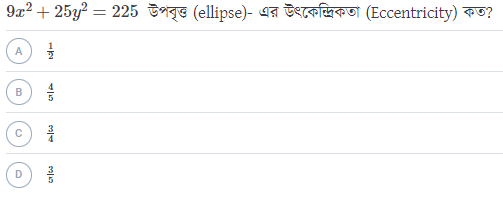 9x² + 25y² = 225 উপবৃত্ত (ellipse)- এর উৎকেন্দ্রিকতা (Eccentricity) কত?
A 1/2
B 4/5
C 3/4
D 3/5